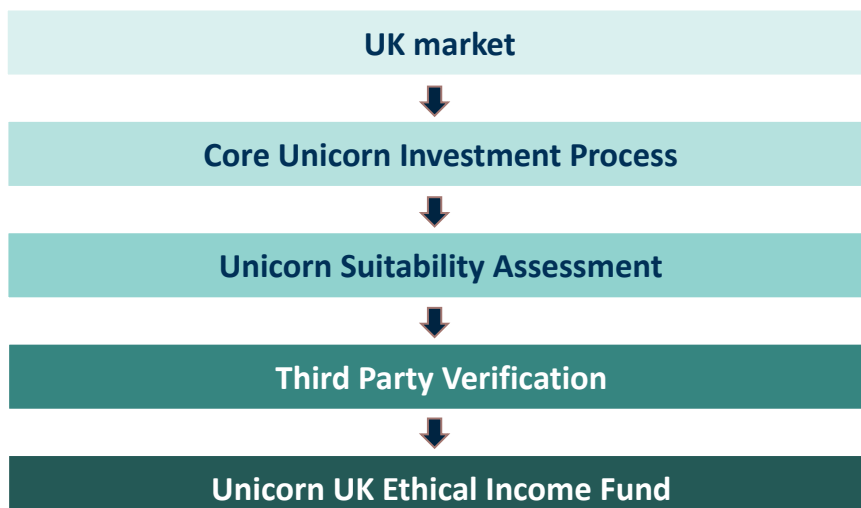 UK market
Core Unicorn Investment Process
Unicorn Suitability Assessment
Third Party Verification
Unicorn UK Ethical Income Fund